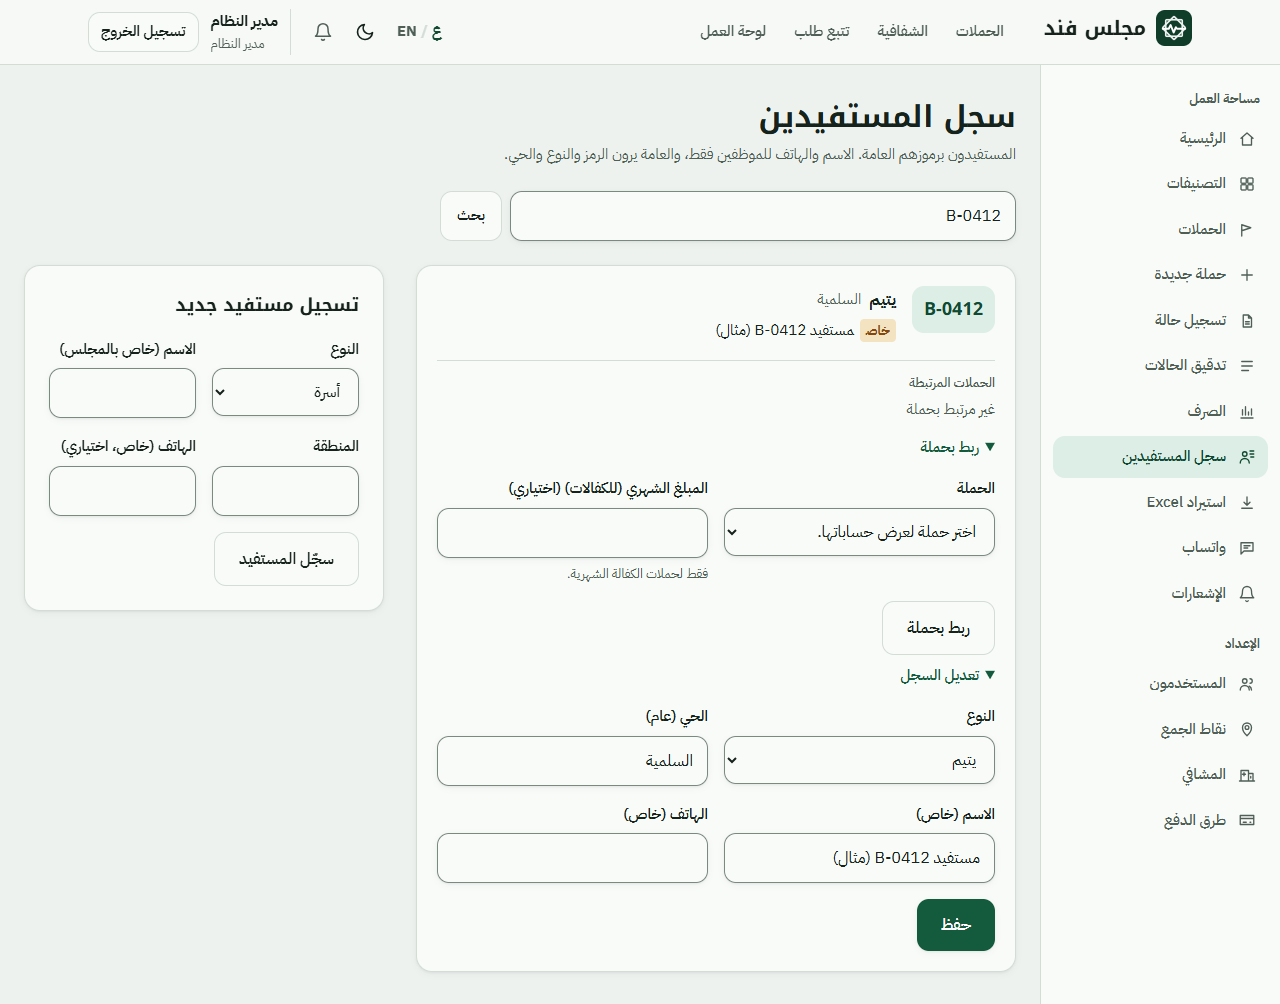 مجلس فند
الحملات
الشفافية
تتبع طلب
لوحة العمل
ع / EN
مدير النظام
مدير النظام
تسجيل الخروج
مساحة العمل
الرئيسية
التصنيفات
الحملات
حملة جديدة
تسجيل حالة
تدقيق الحالات
الصرف
سجل المستفيدين
استيراد Excel
واتساب
الإشعارات
الإعداد
المستخدمون
نقاط الجمع
المشافي
طرق الدفع
سجل المستفيدين
المستفيدون برموزهم العامة. الاسم والهاتف للموظفين فقط، والعامة يرون الرمز والنوع والحي.
B-0412
بحث
B-0412
يتيم السلمية
خاص مستفيد B-0412 (مثال)
الحملات المرتبطة
غير مرتبط بحملة
▼ ربط بحملة
الحملة
المبلغ الشهري (للكفالات) (اختياري)
اختر حملة لعرض حساباتها.
فقط لحملات الكفالة الشهرية.
ربط بحملة
▼ تعديل السجل
النوع
الحي (عام)
يتيم
السلمية
الاسم (خاص)
الهاتف (خاص)
مستفيد B-0412 (مثال)
حفظ
تسجيل مستفيد جديد
النوع
الاسم (خاص بالمجلس)
أسرة
المنطقة
الهاتف (خاص، اختياري)
سجّل المستفيد